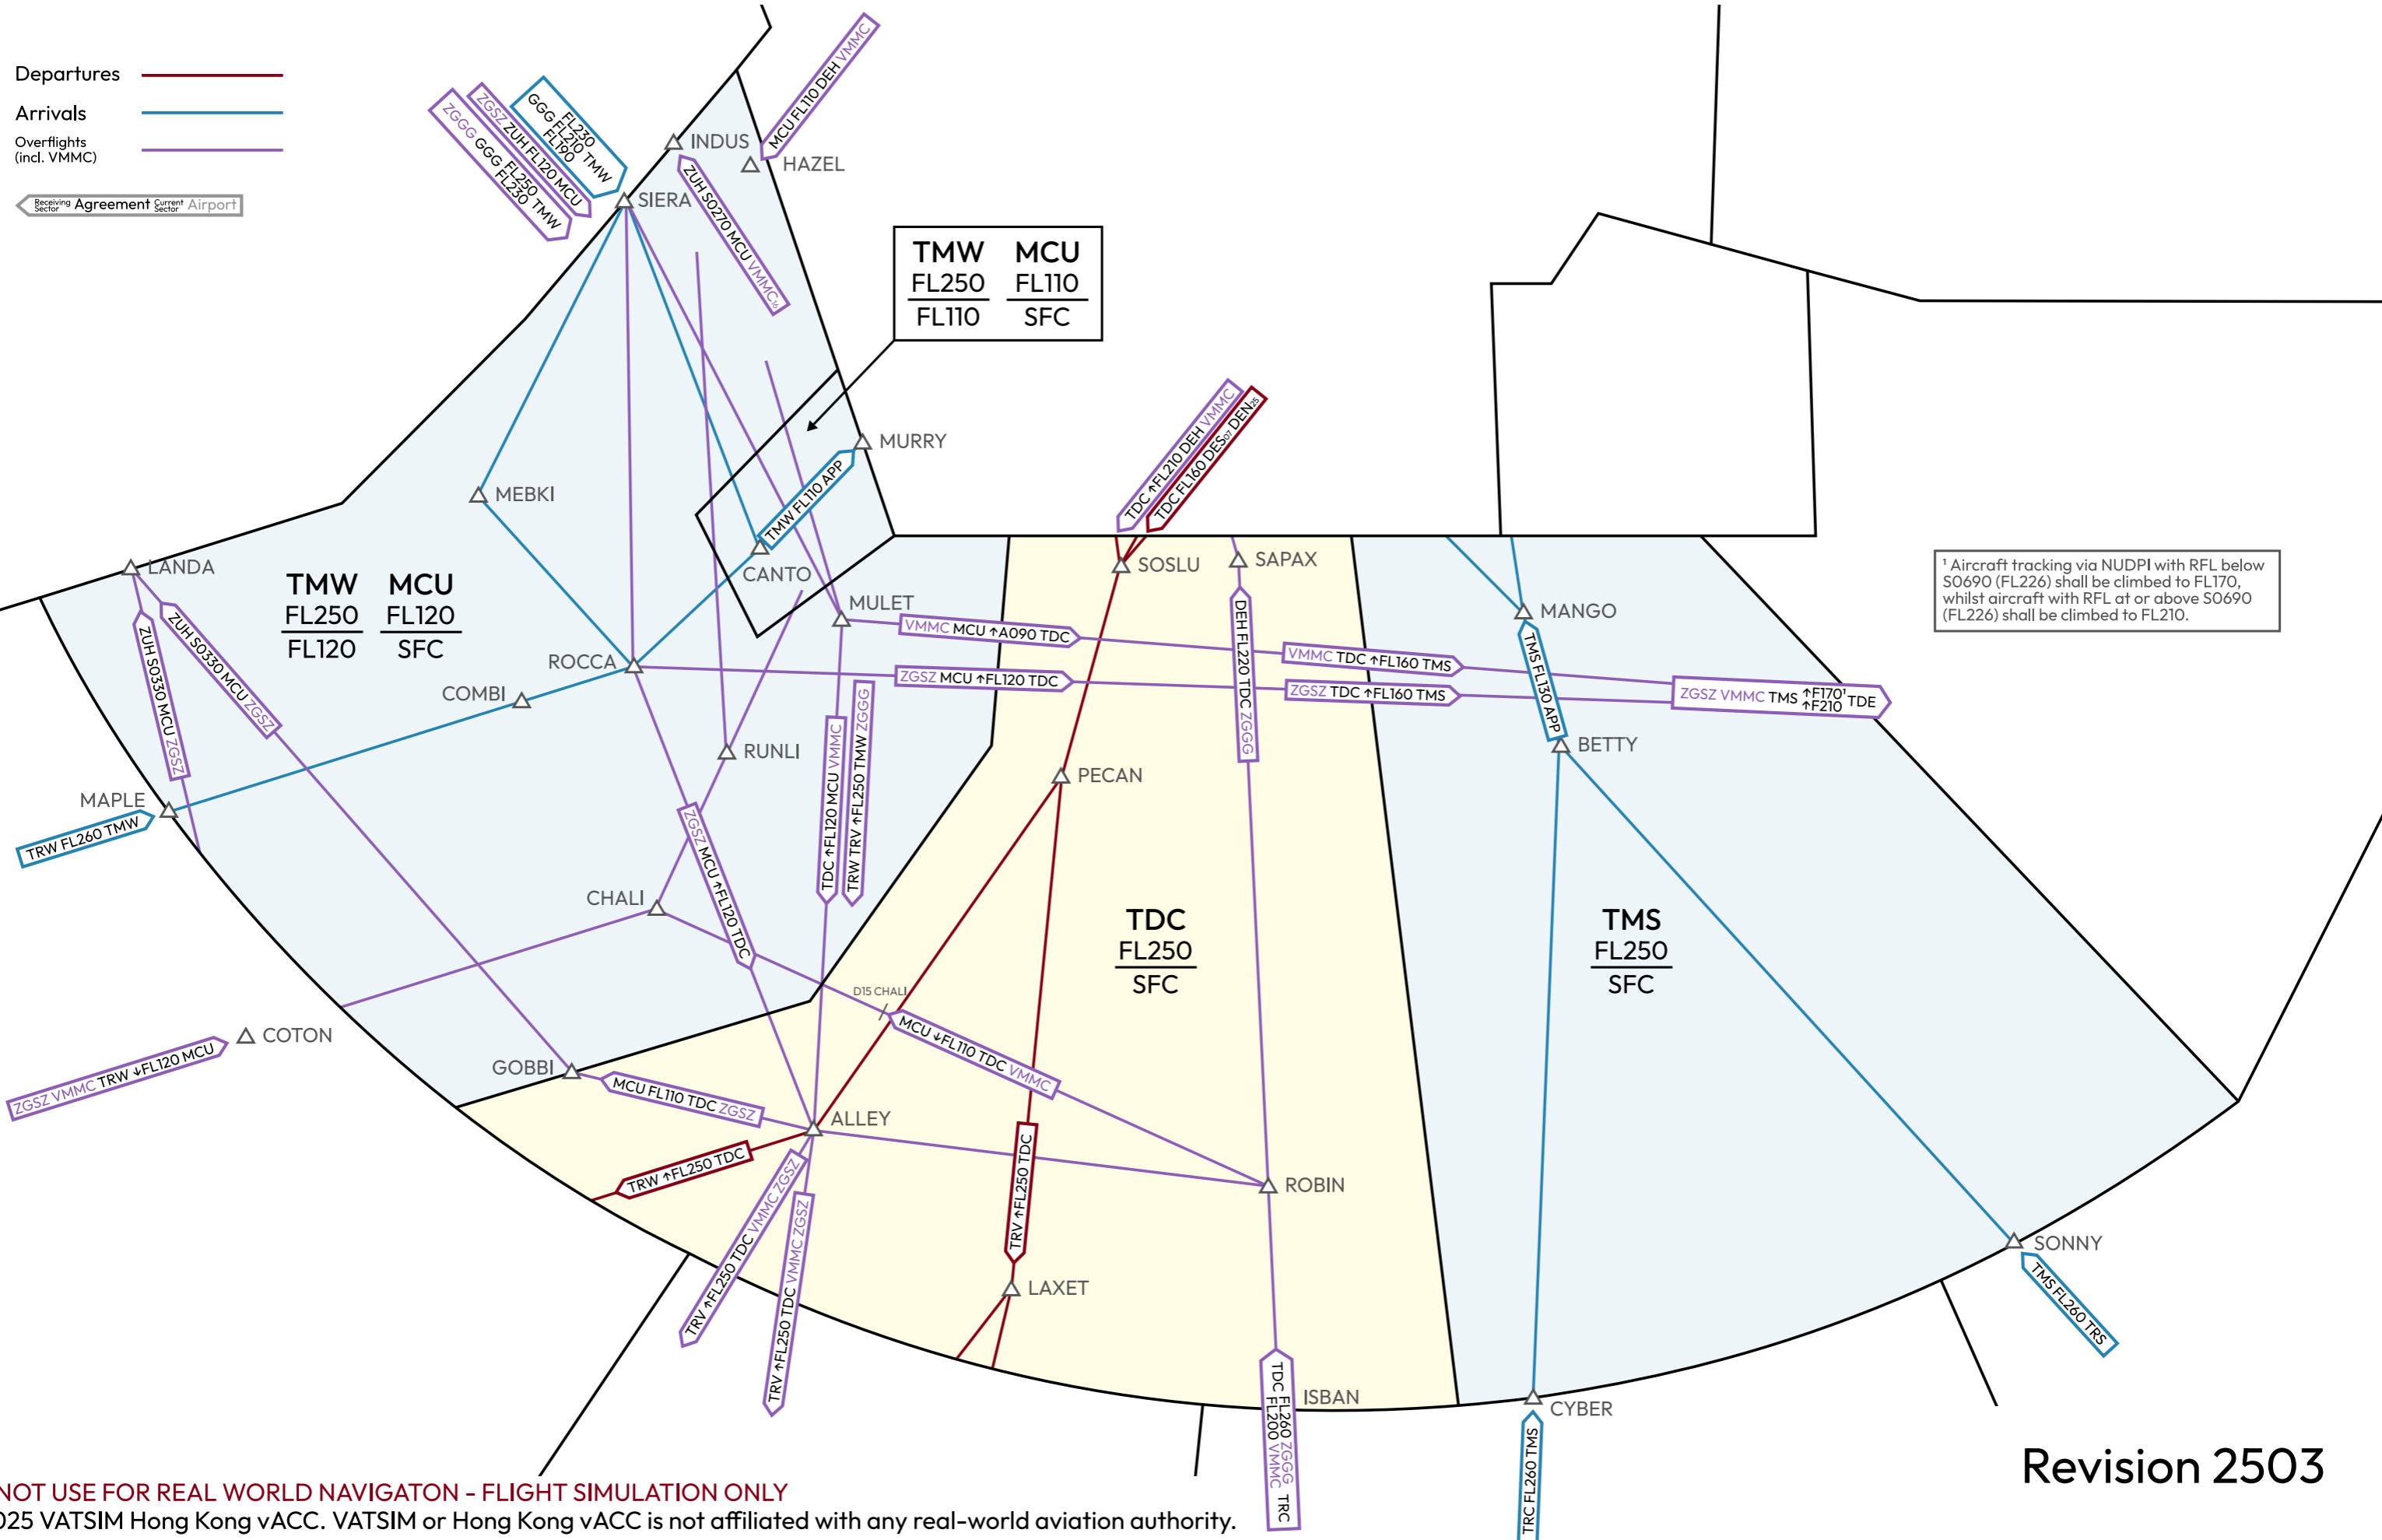 Departures
Arrivals
Overflights
(incl. VMMC)
Receiving Sector Agreement Current Sector Airport
ZGGG GGG FL250 FL230 TMW
ZGSZ ZUH FL120 MCU
GGG FL230 FL210 FL190 TMW
MCU FL110 DEH VMMC
INDUS
HAZEL
SIERA
ZUH S0270 MCU VMMC16
TMW
FL250
FL110
MCU
FL110
SFC
MURRY
TMW FL110 APP
MEBKI
CANTO
LANDA
TMW
FL250
FL120
MCU
FL120
SFC
TDC ↑FL210 DEH VMMC
TDC FL160 DES07 DEN25
SOSLU
SAPAX
MULET
MANGO
¹ Aircraft tracking via NUDPI with RFL below
S0690 (FL226) shall be climbed to FL170,
whilst aircraft with RFL at or above S0690
(FL226) shall be climbed to FL210.
ZUH S0330 MCU ZGSZ
ZUH S0330 MCU ZGSZ
VMMC MCU ↑A090 TDC
DEH FL220 TDC ZGGG
VMMC TDC ↑FL160 TMS
TMS FL130 APP
ROCCA
ZGSZ MCU ↑FL120 TDC
ZGSZ TDC ↑FL160 TMS
ZGSZ VMMC TMS ↑F170¹ ↑F210 TDE
COMBI
RUNLI
BETTY
PECAN
MAPLE
TRW FL260 TMW
TDC ↑FL120 MCU VMMC
TRW TRV ↑FL250 TMW ZGGG
ZGSZ MCU ↑FL120 TDC
CHALI
TDC
FL250
SFC
TMS
FL250
SFC
D15 CHALI
COTON
ZGSZ VMMC TRW ↓FL120 MCU
MCU ↓FL110 TDC VMMC
GOBBI
MCU FL110 TDC ZGSZ
ALLEY
TRW ↑FL250 TDC
TRV ↑FL250 TDC
ROBIN
TRV ↑FL250 TDC VMMC ZGSZ
TRV ↑FL250 TDC VMMC ZGSZ
SONNY
TMS FL260 TRS
LAXET
ISBAN
TDC FL260 ZGGG FL200 VMMC TRC
CYBER
TRC FL260 TMS
Revision 2503
NOT USE FOR REAL WORLD NAVIGATON - FLIGHT SIMULATION ONLY
025 VATSIM Hong Kong vACC. VATSIM or Hong Kong vACC is not affiliated with any real-world aviation authority.